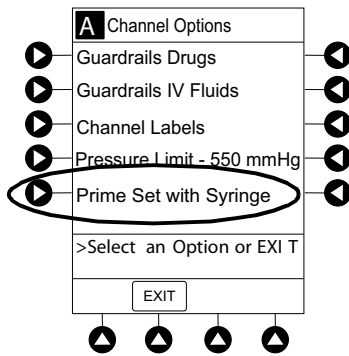 A Channel Options
Guardrails Drugs
Guardrails IV Fluids
Channel Labels
Pressure Limit - 550 mmHg
Prime Set with Syringe
>Select an Option or EXI T
EXIT